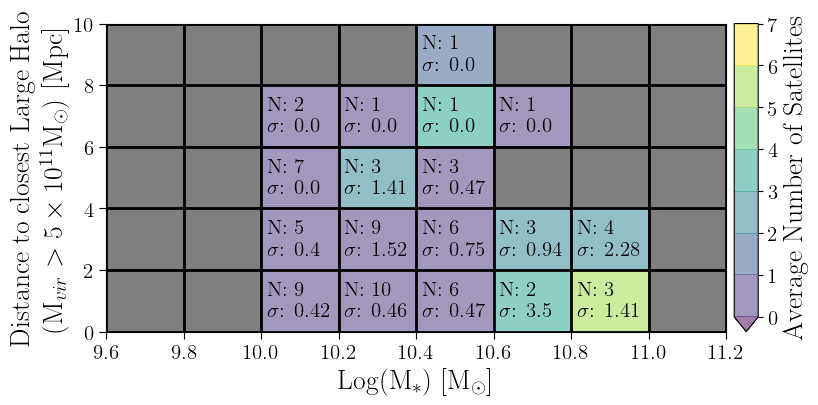 Distance to closest Large Halo
(M_vir > 5 × 10^11 M_⊙) [Mpc]
10
8
6
4
2
0
N: 1
σ: 0.0
N: 2
σ: 0.0
N: 1
σ: 0.0
N: 1
σ: 0.0
N: 1
σ: 0.0
N: 7
σ: 0.0
N: 3
σ: 1.41
N: 3
σ: 0.47
N: 5
σ: 0.4
N: 9
σ: 1.52
N: 6
σ: 0.75
N: 3
σ: 0.94
N: 4
σ: 2.28
N: 9
σ: 0.42
N: 10
σ: 0.46
N: 6
σ: 0.47
N: 2
σ: 3.5
N: 3
σ: 1.41
9.6 9.8 10.0 10.2 10.4 10.6 10.8 11.0 11.2
Log(M_*) [M_⊙]
7
6
5
4
3
2
1
0
Average Number of Satellites